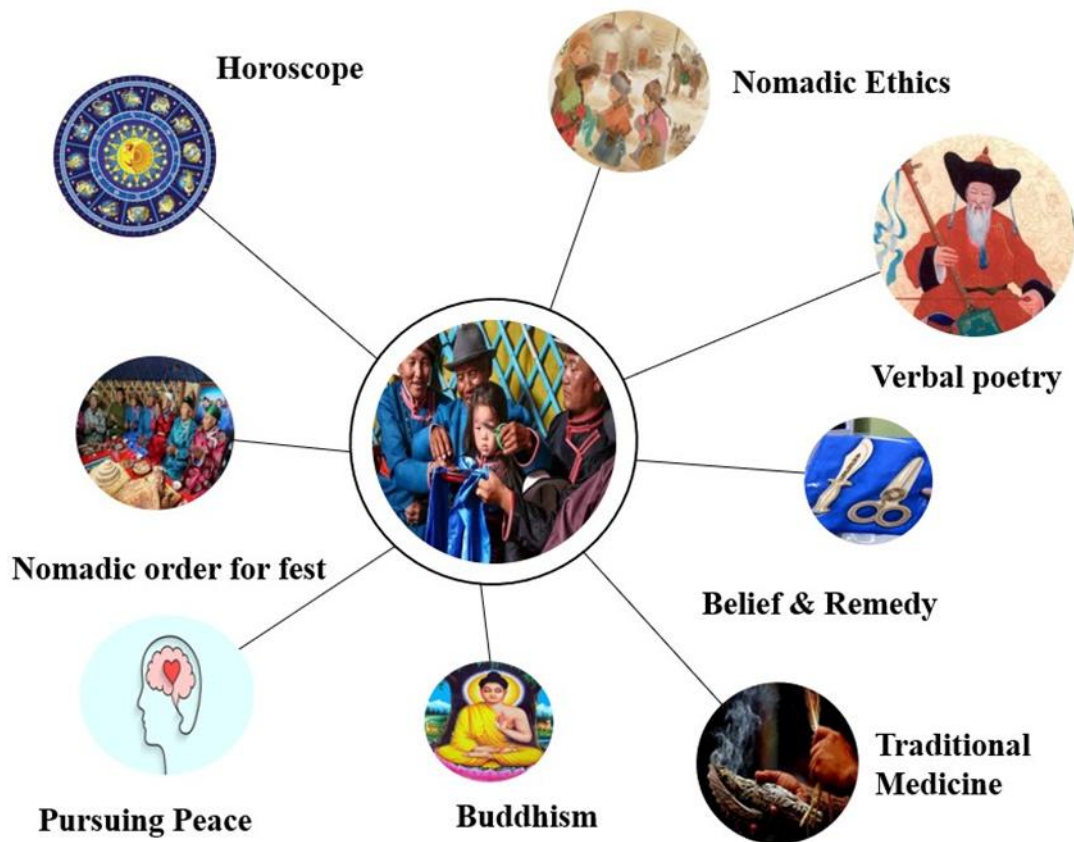 Horoscope
Nomadic Ethics
Verbal poetry
Nomadic order for fest
Belief & Remedy
Pursuing Peace
Buddhism
Traditional
Medicine